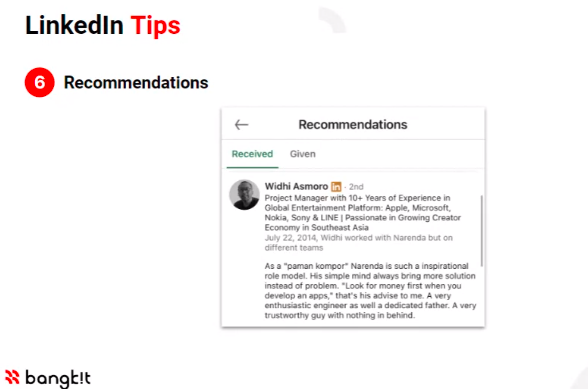 LinkedIn Tips
6 Recommendations
Recommendations
Received Given
Widhi Asmoro in · 2nd
Project Manager with 10+ Years of Experience in
Global Entertainment Platform: Apple, Microsoft,
Nokia, Sony & LINE | Passionate in Growing Creator
Economy in Southeast Asia
July 22, 2014, Widhi worked with Narenda but on
different teams
As a "paman kompor" Narenda is such a inspirational
role model. His simple mind always bring more solution
instead of problem. "Look for money first when you
develop an apps," that's his advise to me. A very
enthusiastic engineer as well a dedicated father. A very
trustworthy guy with nothing in behind.
bangk!t